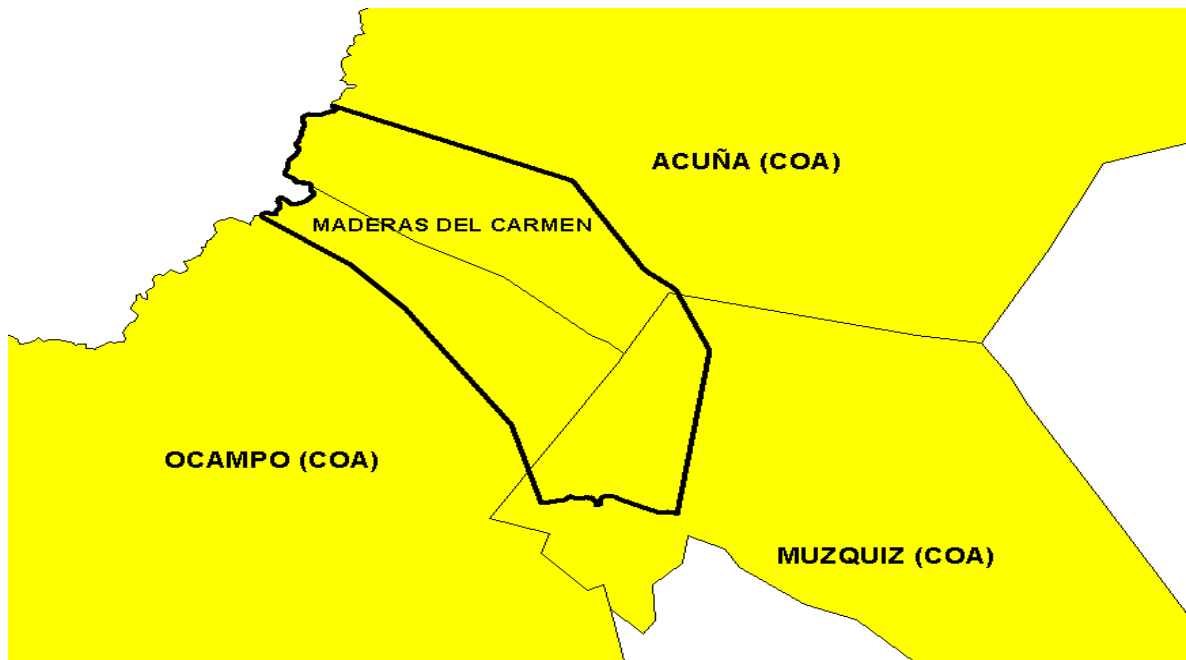 ACUÑA (COA)
MADERAS DEL CARMEN
OCAMPO (COA)
MUZQUIZ (COA)